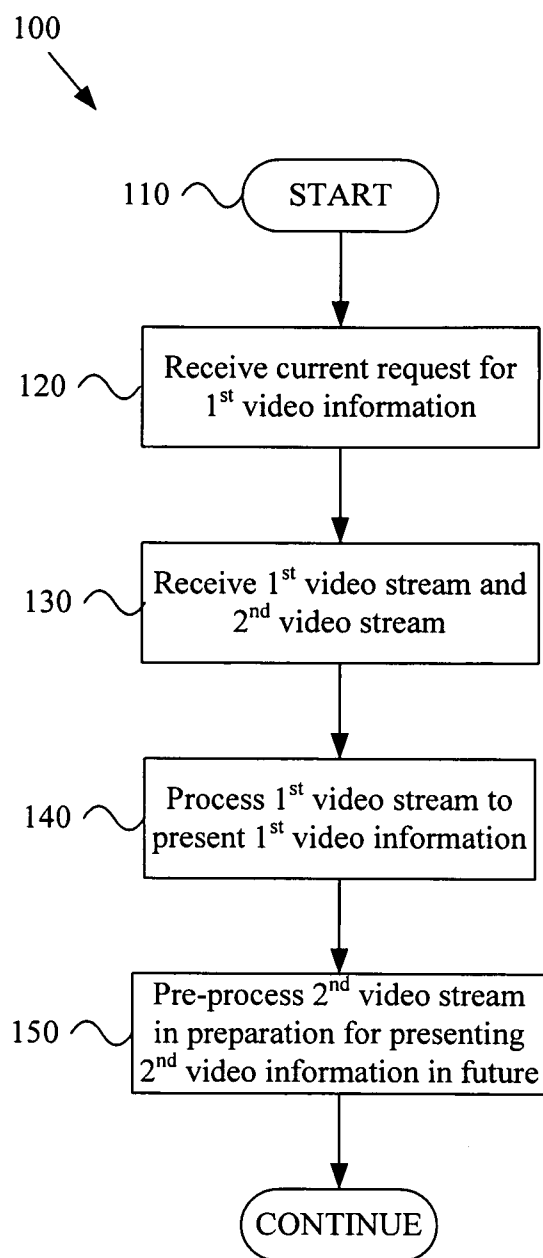 100
110
START
120
Receive current request for
1st video information
130
Receive 1st video stream and
2nd video stream
140
Process 1st video stream to
present 1st video information
150
Pre-process 2nd video stream
in preparation for presenting
2nd video information in future
CONTINUE